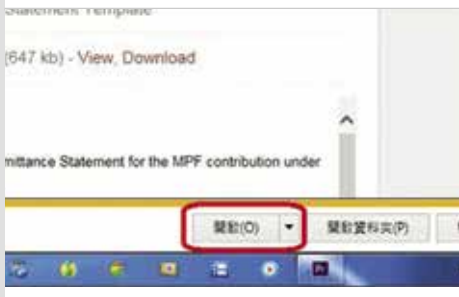 Statement Template
(647 kb) - View, Download
mittance Statement for the MPF contribution under
開啟(O) 開啟資料夾(P)